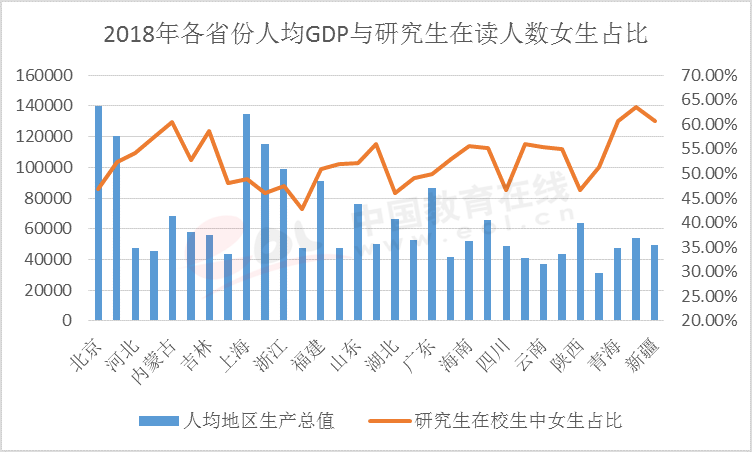 2018年各省份人均GDP与研究生在读人数女生占比
160000
140000
120000
100000
80000
60000
40000
20000
0
70.00%
65.00%
60.00%
55.00%
50.00%
45.00%
40.00%
35.00%
30.00%
25.00%
20.00%
中国教育在线
eol
北京
河北
内蒙古
吉林
上海
浙江
福建
山东
湖北
广东
海南
四川
云南
陕西
青海
新疆
人均地区生产总值
研究生在校生中女生占比